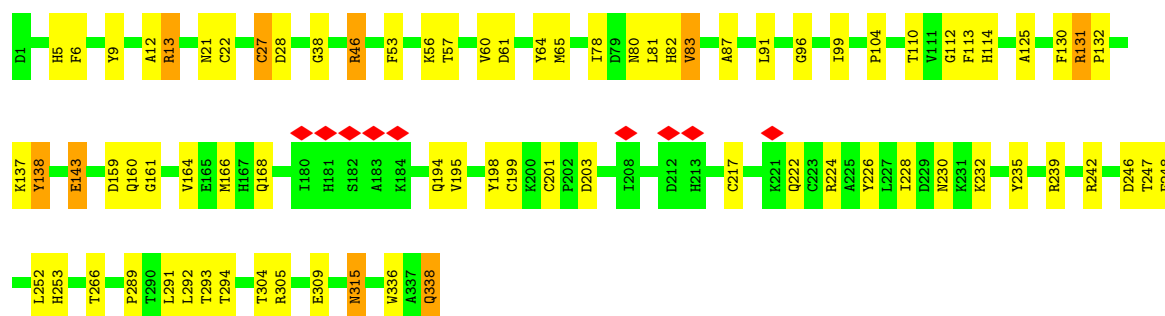 D1 H5 F6 Y9 A12 R13 N21 C22 C27 D28 G38 R46 F53 K56 T57 V60 D61 Y64 M65 I78 D79 N80 L81 H82 V83 A87 L91 G96 I99 P104 T110 V111 G112 F113 H114 A125 F130 R131 P132
K137 Y138 E143 D159 Q160 G161 V164 E165 M166 H167 Q168 I180 H181 S182 A183 K184 Q194 V195 Y198 C199 K200 C201 P202 D203 I208 D212 H213 C217 K221 Q222 C223 R224 A225 Y226 L227 I228 D229 N230 K231 K232 Y235 R239 R242 D246 T247
L252 H253 T266 P289 T290 L291 L292 T293 T294 T304 R305 E309 N315 W336 A337 Q338